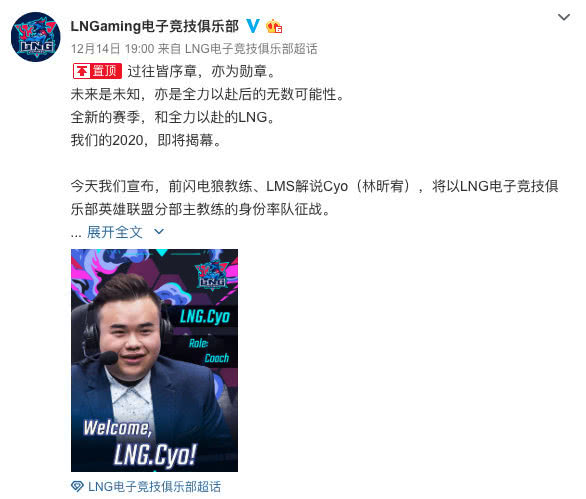 LNG
LNGaming电子竞技俱乐部
12月14日 19:00 来自 LNG电子竞技俱乐部超话
置顶 过往皆序章，亦为勋章。
未来是未知，亦是全力以赴后的无数可能性。
全新的赛季，和全力以赴的LNG。
我们的2020，即将揭幕。
今天我们宣布，前闪电狼教练、LMS解说Cyo（林昕宥），将以LNG电子竞技俱
乐部英雄联盟分部主教练的身份率队征战。
... 展开全文
LNG
LNG.Cyo
Role:
Coach
Welcome,
LNG.Cyo!
LNG电子竞技俱乐部超话